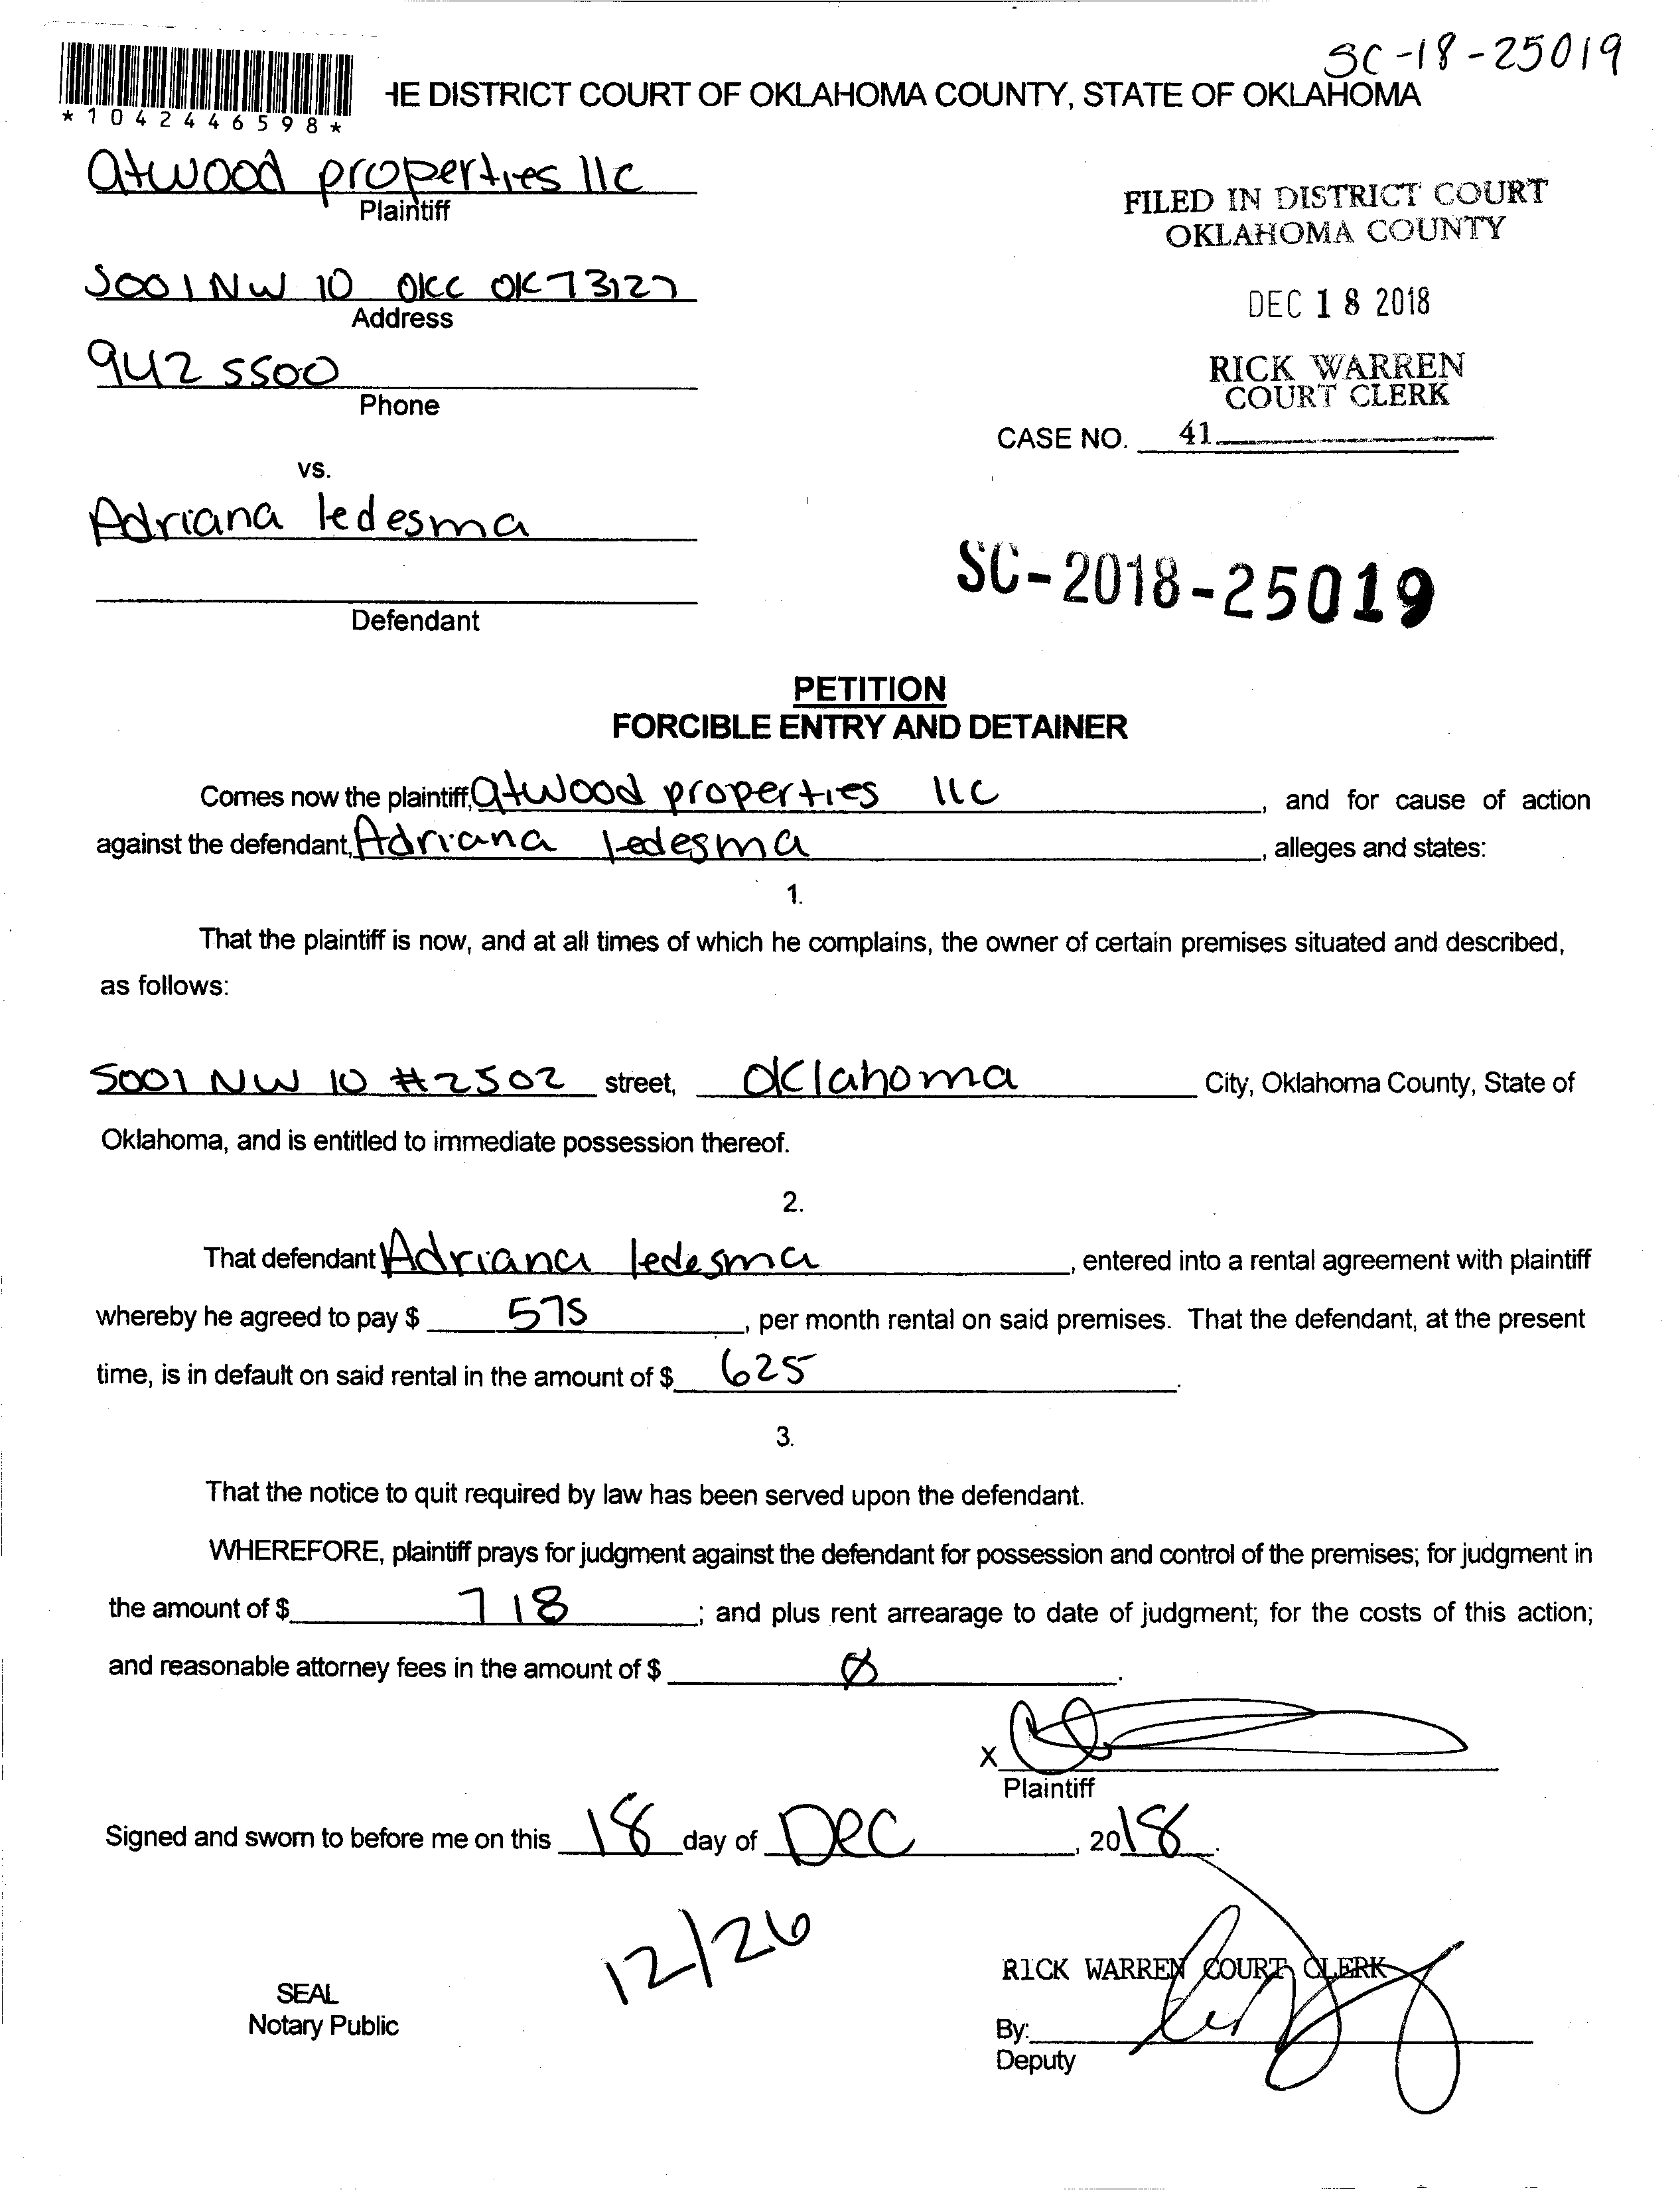 SC-18-25019
*1042446598*
HE DISTRICT COURT OF OKLAHOMA COUNTY, STATE OF OKLAHOMA
atwood properties llc
Plaintiff
FILED IN DISTRICT COURT
OKLAHOMA COUNTY
5001 NW 10 OKC OK 73127
Address
DEC 18 2018
942 5500
Phone
RICK WARREN
COURT CLERK
CASE NO. 41
vs.
Adriana ledesma
Defendant
SC-2018-25019
PETITION
FORCIBLE ENTRY AND DETAINER
Comes now the plaintiff, atwood properties llc, and for cause of action
against the defendant, Adriana ledesma, alleges and states:
1.
That the plaintiff is now, and at all times of which he complains, the owner of certain premises situated and described,
as follows:
5001 NW 10 #2502 street, Oklahoma City, Oklahoma County, State of
Oklahoma, and is entitled to immediate possession thereof.
2.
That defendant Adriana ledesma, entered into a rental agreement with plaintiff
whereby he agreed to pay $ 575, per month rental on said premises. That the defendant, at the present
time, is in default on said rental in the amount of $ 625.
3.
That the notice to quit required by law has been served upon the defendant.
WHEREFORE, plaintiff prays for judgment against the defendant for possession and control of the premises; for judgment in
the amount of $ 718; and plus rent arrearage to date of judgment; for the costs of this action;
and reasonable attorney fees in the amount of $ 0.
X
Plaintiff
Signed and sworn to before me on this 18 day of Dec, 2018.
12/26
RICK WARREN COURT CLERK
SEAL
Notary Public
By:
Deputy